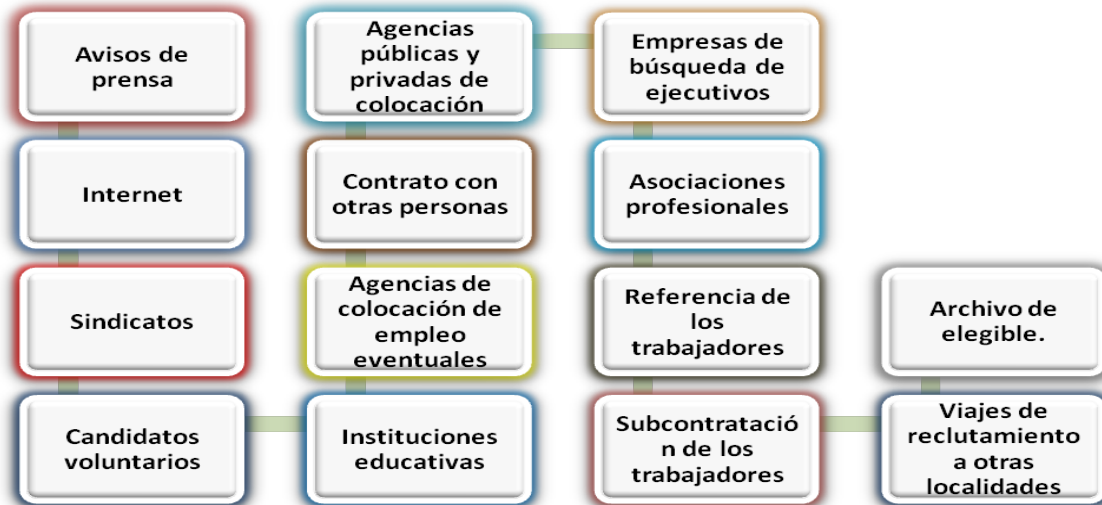 Avisos de
prensa
Internet
Sindicatos
Candidatos
voluntarios
Instituciones
educativas
Agencias de
colocación de
empleo
eventuales
Contrato con
otras personas
Agencias
públicas y
privadas de
colocación
Empresas de
búsqueda de
ejecutivos
Asociaciones
profesionales
Referencia de
los
trabajadores
Subcontratació
n de los
trabajadores
Viajes de
reclutamiento
a otras
localidades
Archivo de
elegible.